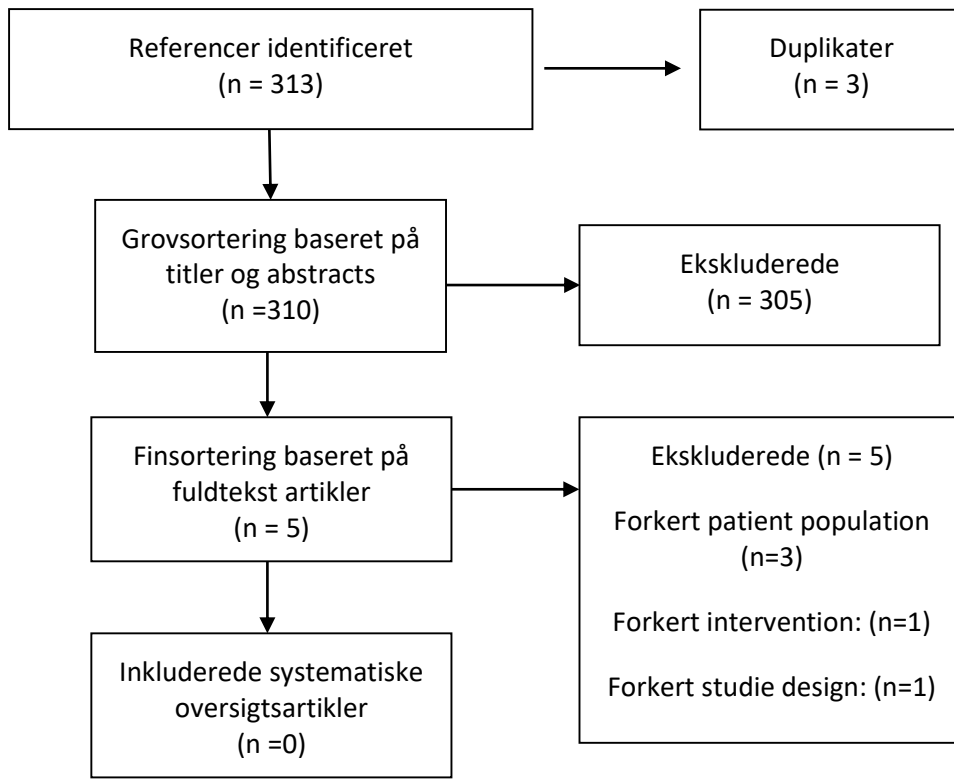 Referencer identificeret
(n = 313)
Duplikater
(n = 3)
Grovsortering baseret på
titler og abstracts
(n =310)
Ekskluderede
(n = 305)
Finsortering baseret på
fuldtekst artikler
(n = 5)
Ekskluderede (n = 5)
Forkert patient population
(n=3)
Forkert intervention: (n=1)
Forkert studie design: (n=1)
Inkluderede systematiske
oversigtsartikler
(n =0)